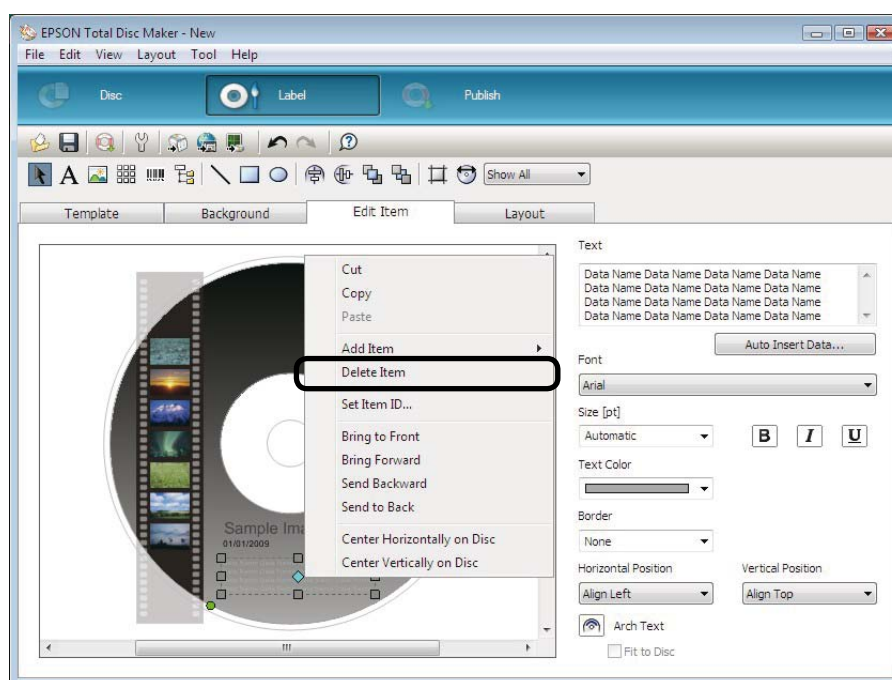 EPSON Total Disc Maker - New
File Edit View Layout Tool Help
Disc Label Publish
Show All
Template Background Edit Item Layout
Cut
Copy
Paste
Add Item
Delete Item
Set Item ID...
Bring to Front
Bring Forward
Send Backward
Send to Back
Center Horizontally on Disc
Center Vertically on Disc
Sample Ima
01/01/2009
Text
Data Name Data Name Data Name Data Name
Data Name Data Name Data Name Data Name
Data Name Data Name Data Name Data Name
Data Name Data Name Data Name Data Name
Auto Insert Data...
Font
Arial
Size [pt]
Automatic B I U
Text Color
Border
None
Horizontal Position Vertical Position
Align Left Align Top
Arch Text
Fit to Disc